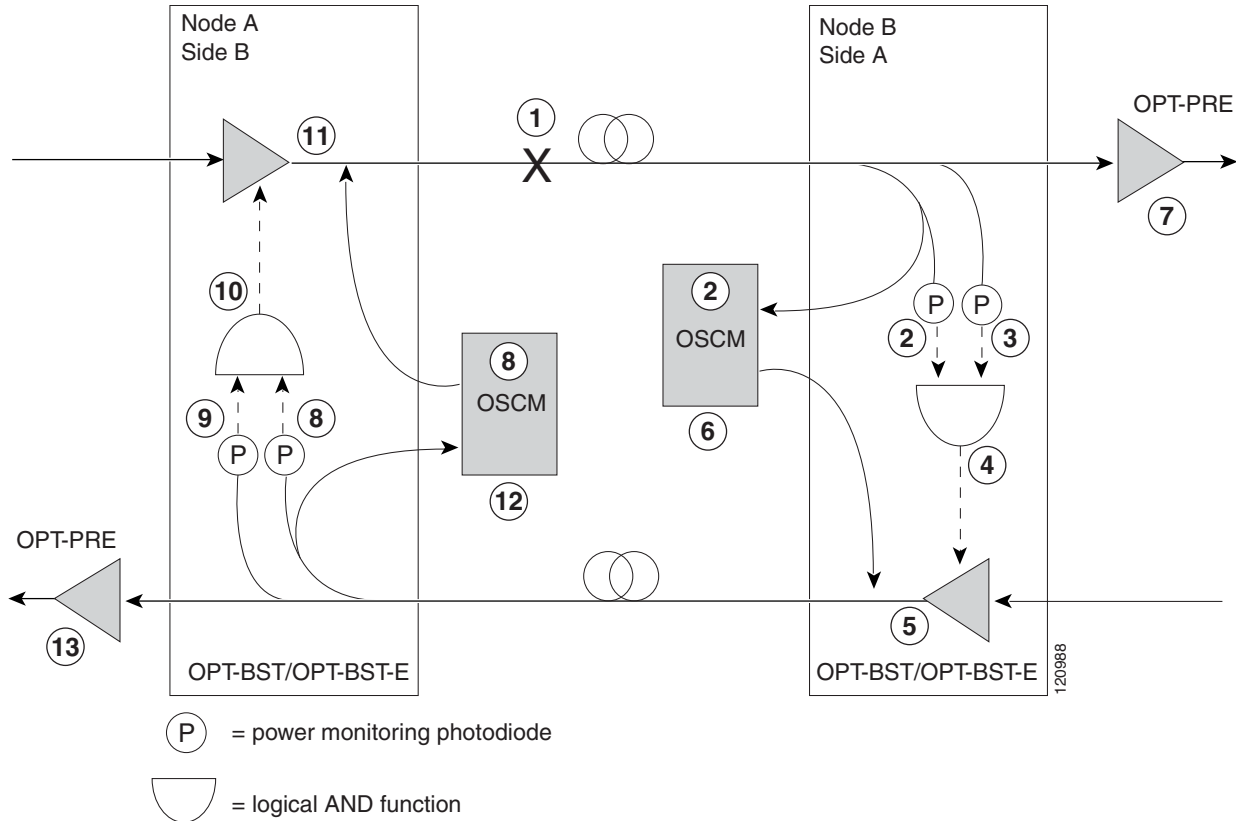 Node A
Side B
Node B
Side A
OPT-PRE
1
11
X
7
10
2
OSCM
P
P
2
3
8
OSCM
9
8
6
P
P
4
12
OPT-PRE
5
13
OPT-BST/OPT-BST-E
OPT-BST/OPT-BST-E
120988
P = power monitoring photodiode
= logical AND function